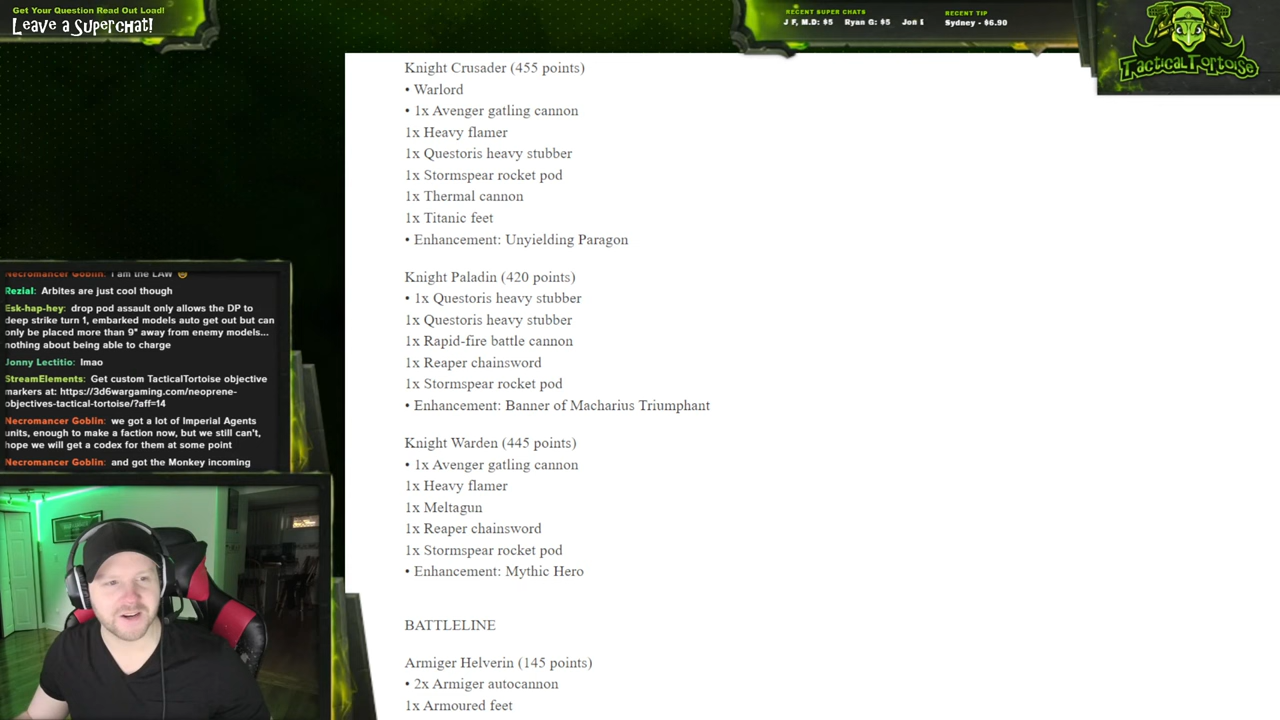 Get Your Question Read Out Loud!
Leave a Superchat!
RECENT SUPER CHATS
J F, M.D: $5 Ryan G: $5 Jon
RECENT TIP
Sydney - $6.90
TacticalTortoise
Knight Crusader (455 points)
• Warlord
• 1x Avenger gatling cannon
1x Heavy flamer
1x Questoris heavy stubber
1x Stormspear rocket pod
1x Thermal cannon
1x Titanic feet
• Enhancement: Unyielding Paragon
Knight Paladin (420 points)
• 1x Questoris heavy stubber
1x Questoris heavy stubber
1x Rapid-fire battle cannon
1x Reaper chainsword
1x Stormspear rocket pod
• Enhancement: Banner of Macharius Triumphant
Knight Warden (445 points)
• 1x Avenger gatling cannon
1x Heavy flamer
1x Meltagun
1x Reaper chainsword
1x Stormspear rocket pod
• Enhancement: Mythic Hero
BATTLELINE
Armiger Helverin (145 points)
• 2x Armiger autocannon
1x Armoured feet
Necromancer Goblin: I am the LAW
Rezial: Arbites are just cool though
Esk-hap-hey: drop pod assault only allows the DP to
deep strike turn 1, embarked models auto get out but can
only be placed more than 9" away from enemy models...
nothing about being able to charge
Jonny Lectitio: lmao
StreamElements: Get custom TacticalTortoise objective
markers at: https://3d6wargaming.com/neoprene-
objectives-tactical-tortoise/?aff=14
Necromancer Goblin: we got a lot of Imperial Agents
units, enough to make a faction now, but we still can't,
hope we will get a codex for them at some point
Necromancer Goblin: and got the Monkey incoming